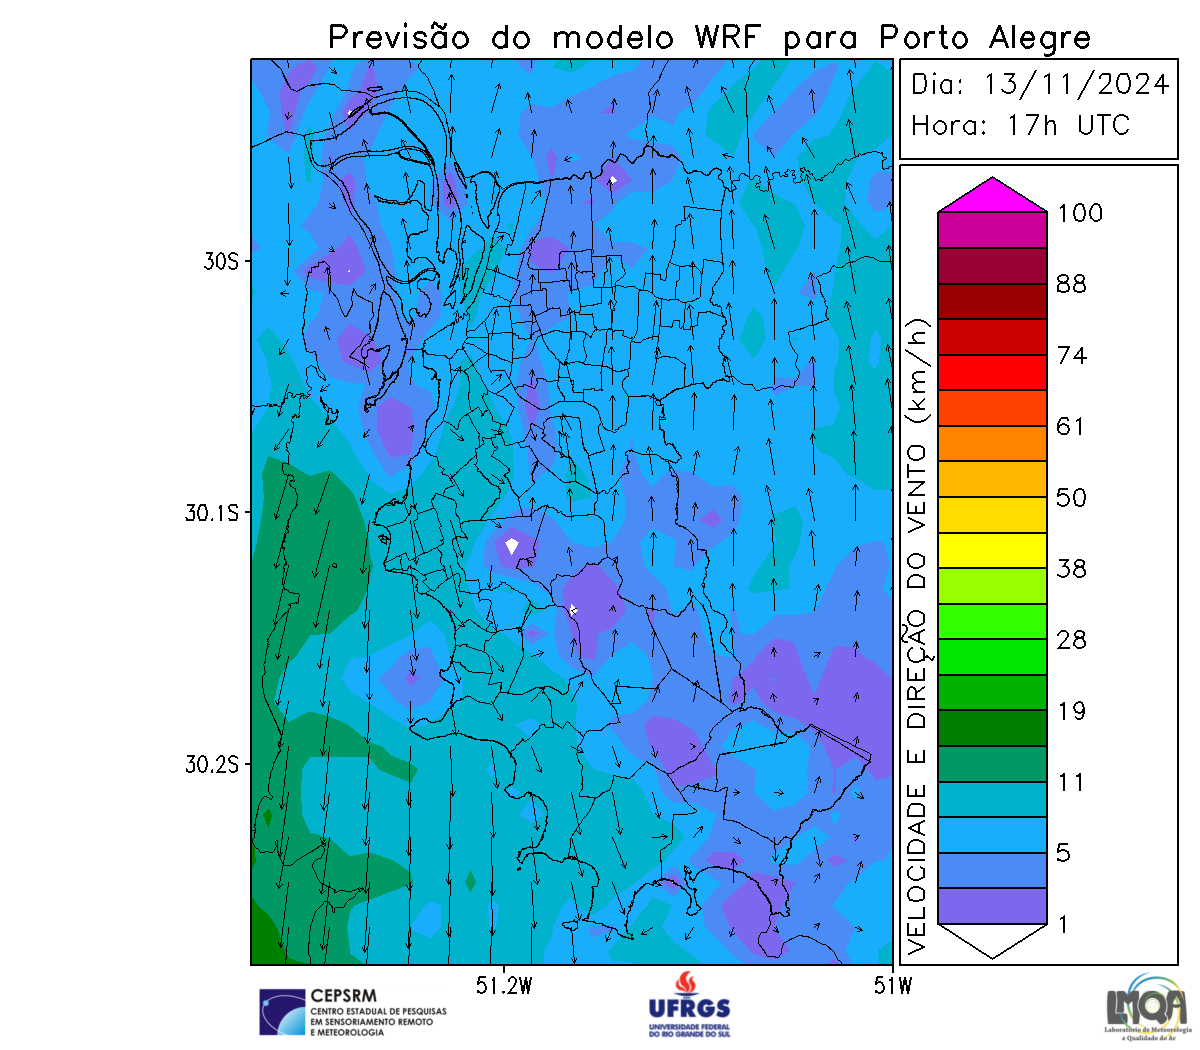 Previsão do modelo WRF para Porto Alegre
Dia: 13/11/2024
Hora: 17h UTC
30S
30.1S
30.2S
51.2W
51W
VELOCIDADE E DIREÇÃO DO VENTO (km/h)
100
88
74
61
50
38
28
19
11
5
1
CEPSRM
CENTRO ESTADUAL DE PESQUISAS
EM SENSORIAMENTO REMOTO
E METEOROLOGIA
UFRGS
UNIVERSIDADE FEDERAL
DO RIO GRANDE DO SUL
LMQA
Laboratório de Meteorologia
e Qualidade do Ar